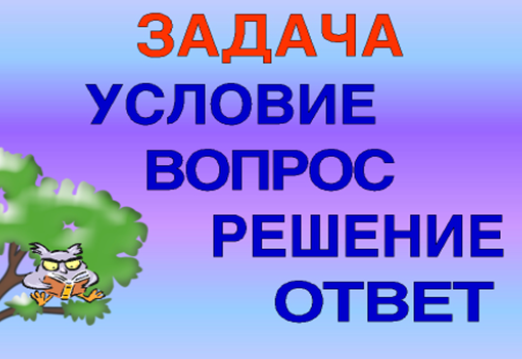 ЗАДАЧА
УСЛОВИЕ
ВОПРОС
РЕШЕНИЕ
ОТВЕТ